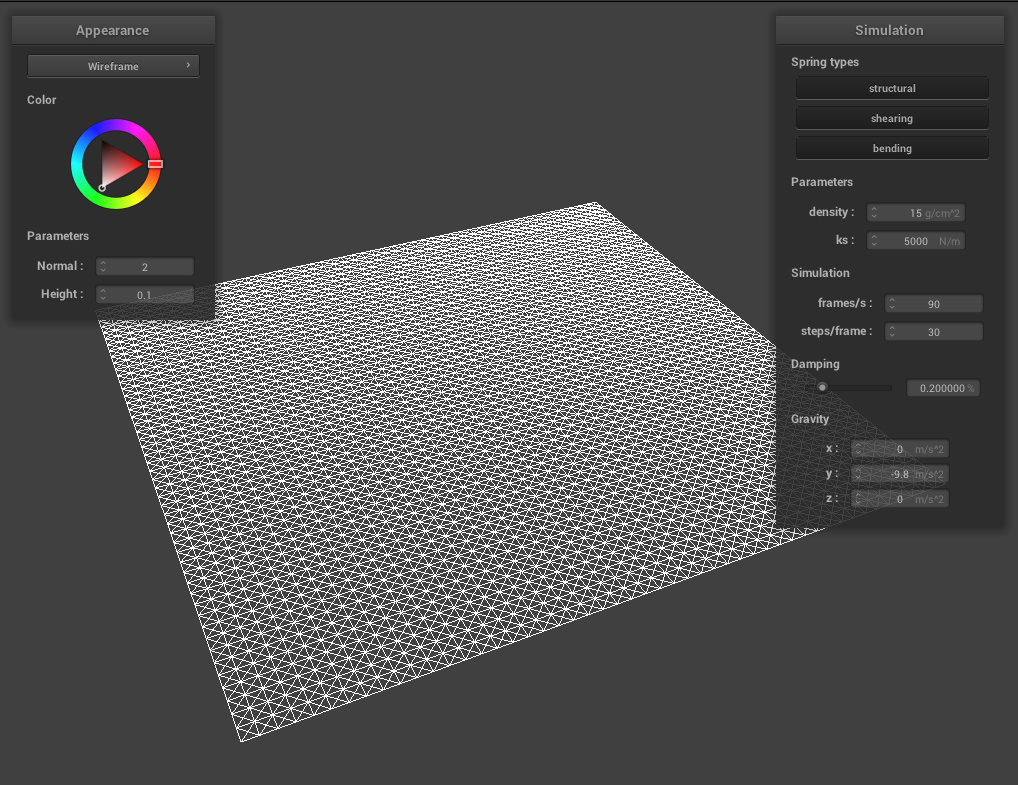 Appearance
Wireframe ›
Color
Parameters
Normal : 2
Height : 0.1
Simulation
Spring types
structural
shearing
bending
Parameters
density : 15 g/cm^2
ks : 5000 N/m
Simulation
frames/s : 90
steps/frame : 30
Damping
0.200000 %
Gravity
x : 0 m/s^2
y : -9.8 m/s^2
z : 0 m/s^2